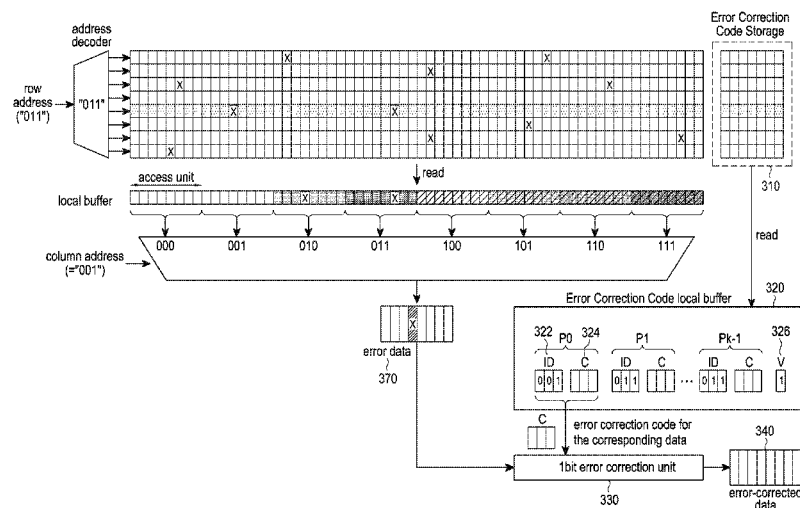 address
decoder
Error Correction
Code Storage
X
X
X
X
X
row
address
("011")
"011"
X
X
X
X
X
X
read
310
access unit
local buffer
X
X
read
000
001
010
011
100
101
110
111
column address
(="001")
Error Correction Code local buffer
320
X
error data
370
322
P0
324
P1
Pk-1
326
ID
C
ID
C
ID
C
V
0 0 1
0 1 1
...
0 1 1
1
C
error correction code for
the corresponding data
340
1bit error correction unit
330
error-corrected
data